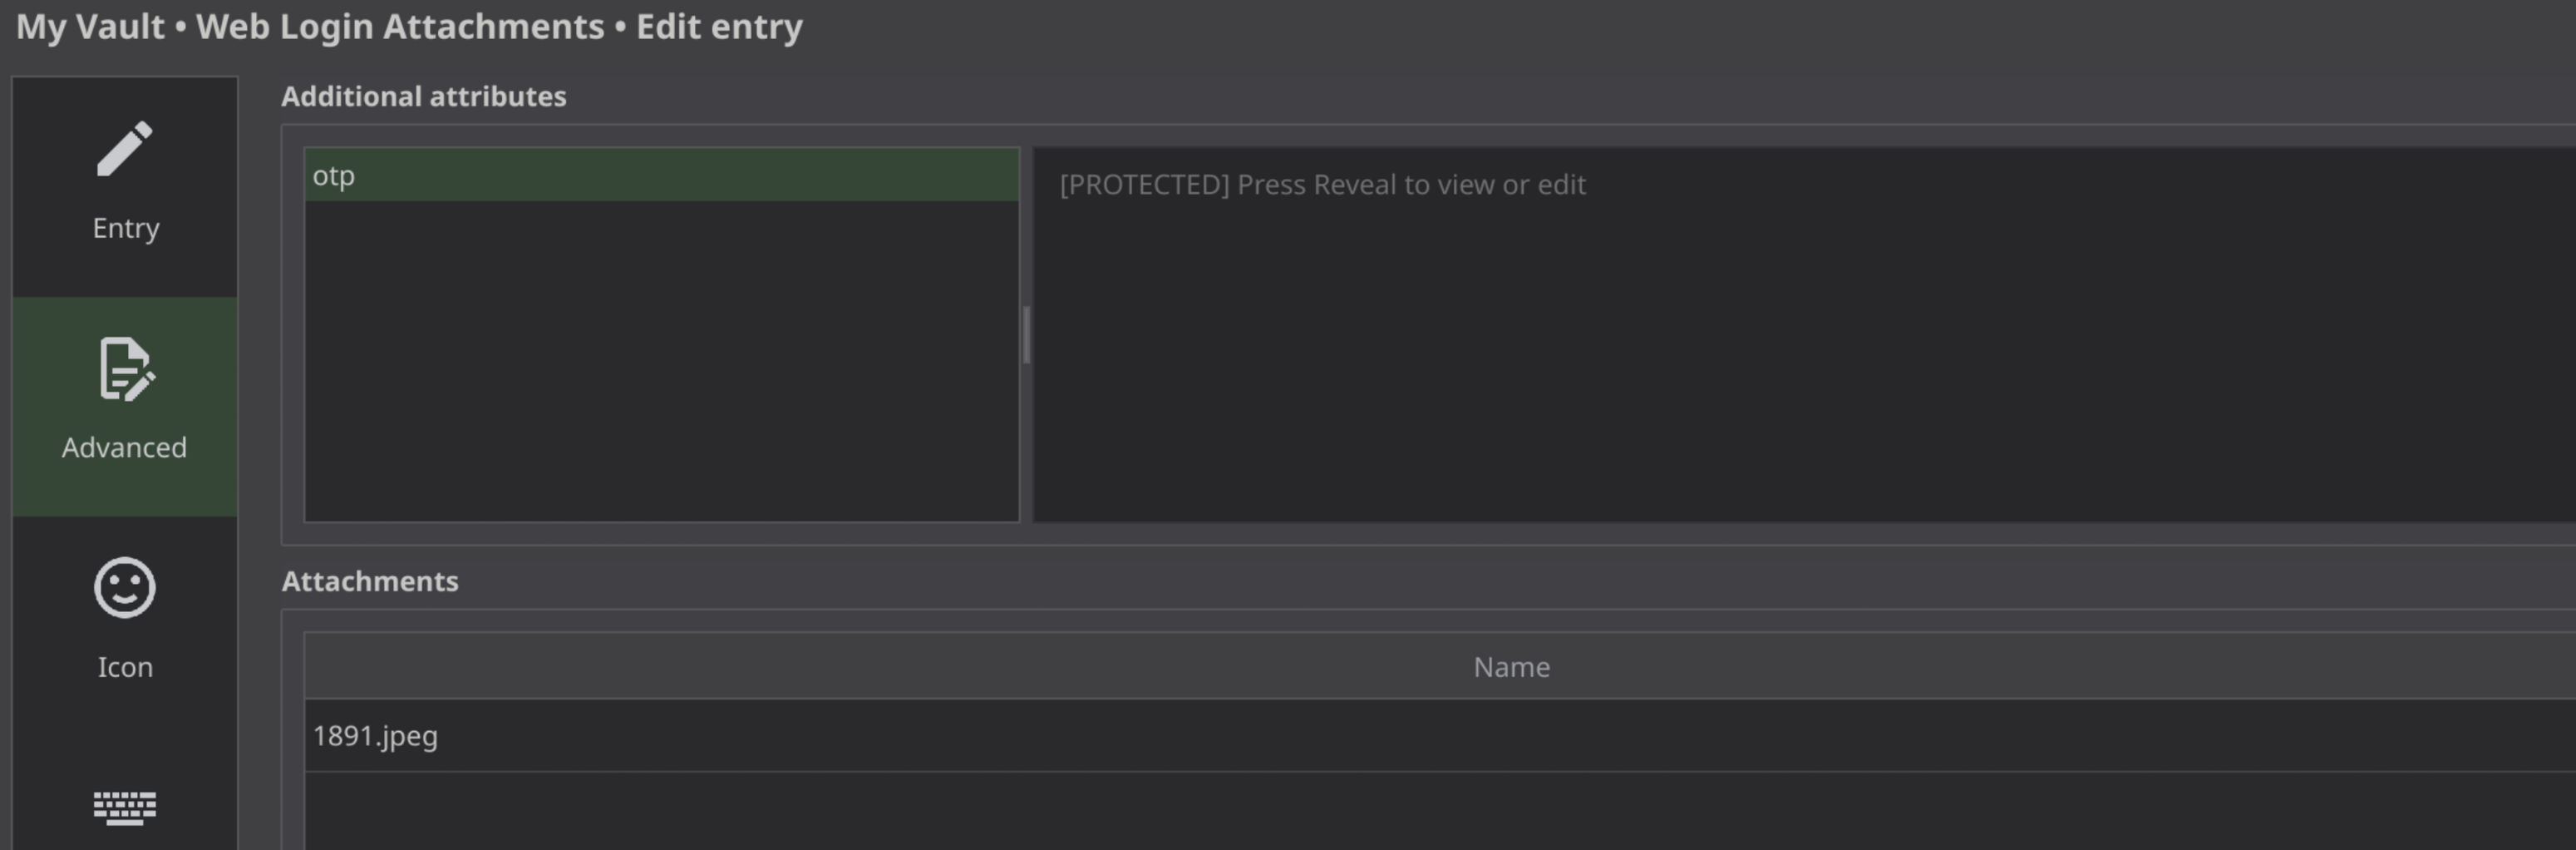 My Vault • Web Login Attachments • Edit entry
Entry
Advanced
Icon
Additional attributes
otp
[PROTECTED] Press Reveal to view or edit
Attachments
Name
1891.jpeg